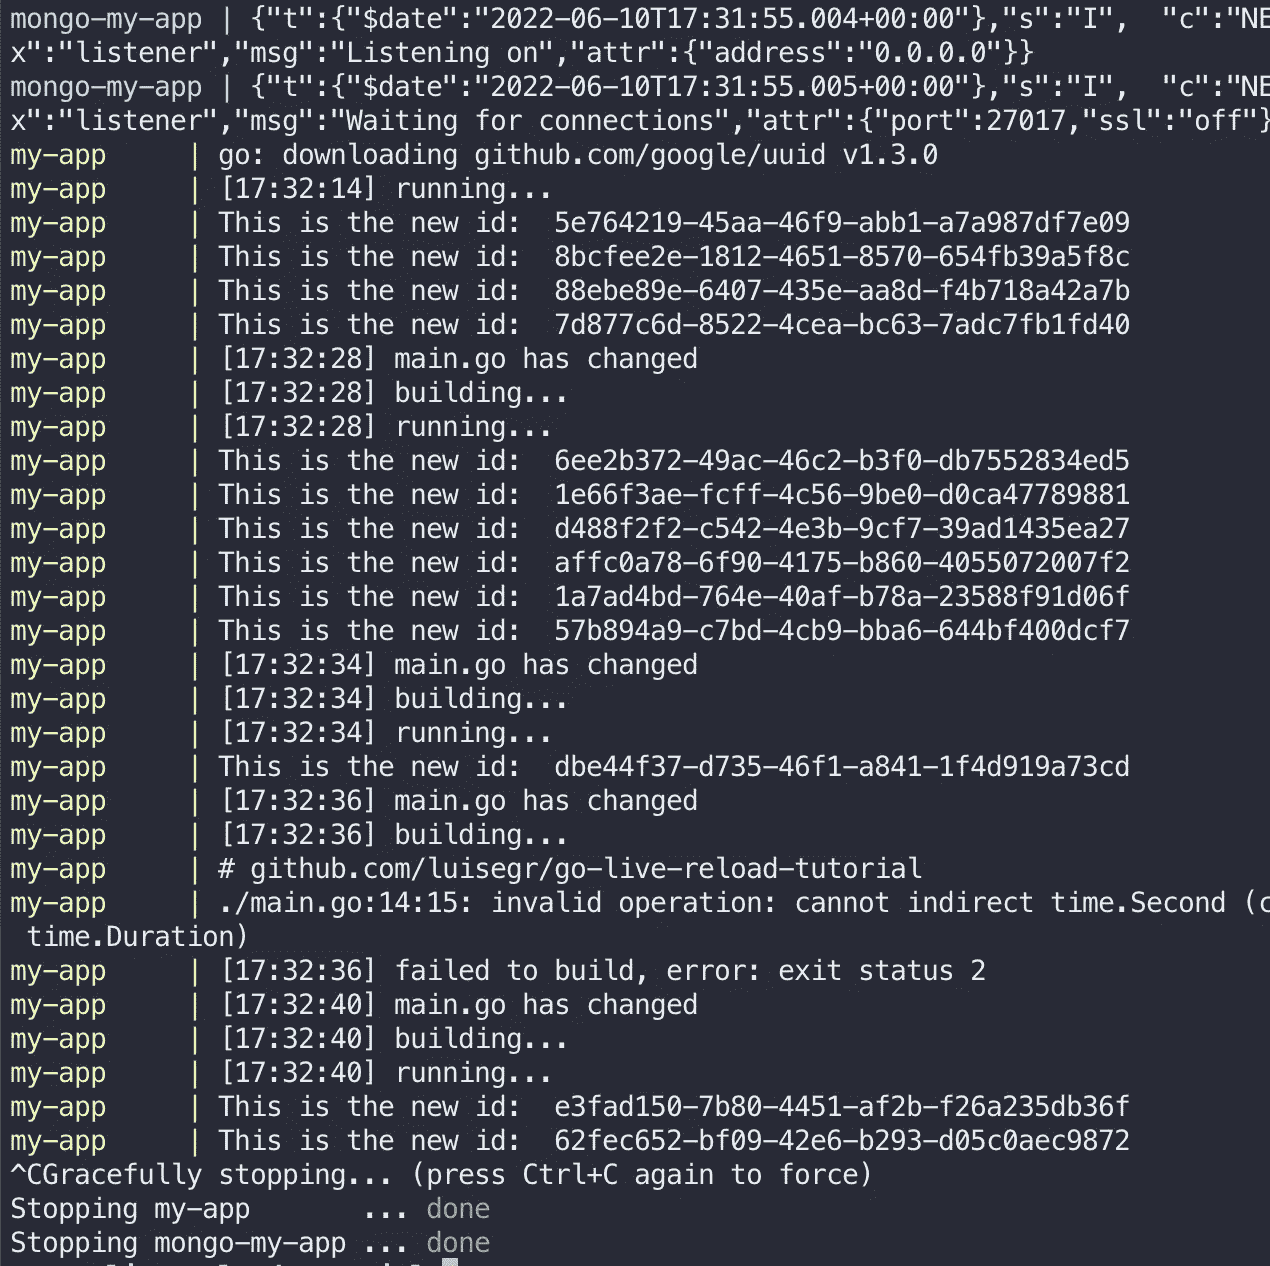 mongo-my-app | {"t":{"$date":"2022-06-10T17:31:55.004+00:00"},"s":"I",  "c":"NE
x":"listener","msg":"Listening on","attr":{"address":"0.0.0.0"}}
mongo-my-app | {"t":{"$date":"2022-06-10T17:31:55.005+00:00"},"s":"I",  "c":"NE
x":"listener","msg":"Waiting for connections","attr":{"port":27017,"ssl":"off"}
my-app     | go: downloading github.com/google/uuid v1.3.0
my-app     | [17:32:14] running...
my-app     | This is the new id:  5e764219-45aa-46f9-abb1-a7a987df7e09
my-app     | This is the new id:  8bcfee2e-1812-4651-8570-654fb39a5f8c
my-app     | This is the new id:  88ebe89e-6407-435e-aa8d-f4b718a42a7b
my-app     | This is the new id:  7d877c6d-8522-4cea-bc63-7adc7fb1fd40
my-app     | [17:32:28] main.go has changed
my-app     | [17:32:28] building...
my-app     | [17:32:28] running...
my-app     | This is the new id:  6ee2b372-49ac-46c2-b3f0-db7552834ed5
my-app     | This is the new id:  1e66f3ae-fcff-4c56-9be0-d0ca47789881
my-app     | This is the new id:  d488f2f2-c542-4e3b-9cf7-39ad1435ea27
my-app     | This is the new id:  affc0a78-6f90-4175-b860-4055072007f2
my-app     | This is the new id:  1a7ad4bd-764e-40af-b78a-23588f91d06f
my-app     | This is the new id:  57b894a9-c7bd-4cb9-bba6-644bf400dcf7
my-app     | [17:32:34] main.go has changed
my-app     | [17:32:34] building...
my-app     | [17:32:34] running...
my-app     | This is the new id:  dbe44f37-d735-46f1-a841-1f4d919a73cd
my-app     | [17:32:36] main.go has changed
my-app     | [17:32:36] building...
my-app     | # github.com/luisegr/go-live-reload-tutorial
my-app     | ./main.go:14:15: invalid operation: cannot indirect time.Second (c
 time.Duration)
my-app     | [17:32:36] failed to build, error: exit status 2
my-app     | [17:32:40] main.go has changed
my-app     | [17:32:40] building...
my-app     | [17:32:40] running...
my-app     | This is the new id:  e3fad150-7b80-4451-af2b-f26a235db36f
my-app     | This is the new id:  62fec652-bf09-42e6-b293-d05c0aec9872
^CGracefully stopping... (press Ctrl+C again to force)
Stopping my-app       ... done
Stopping mongo-my-app ... done